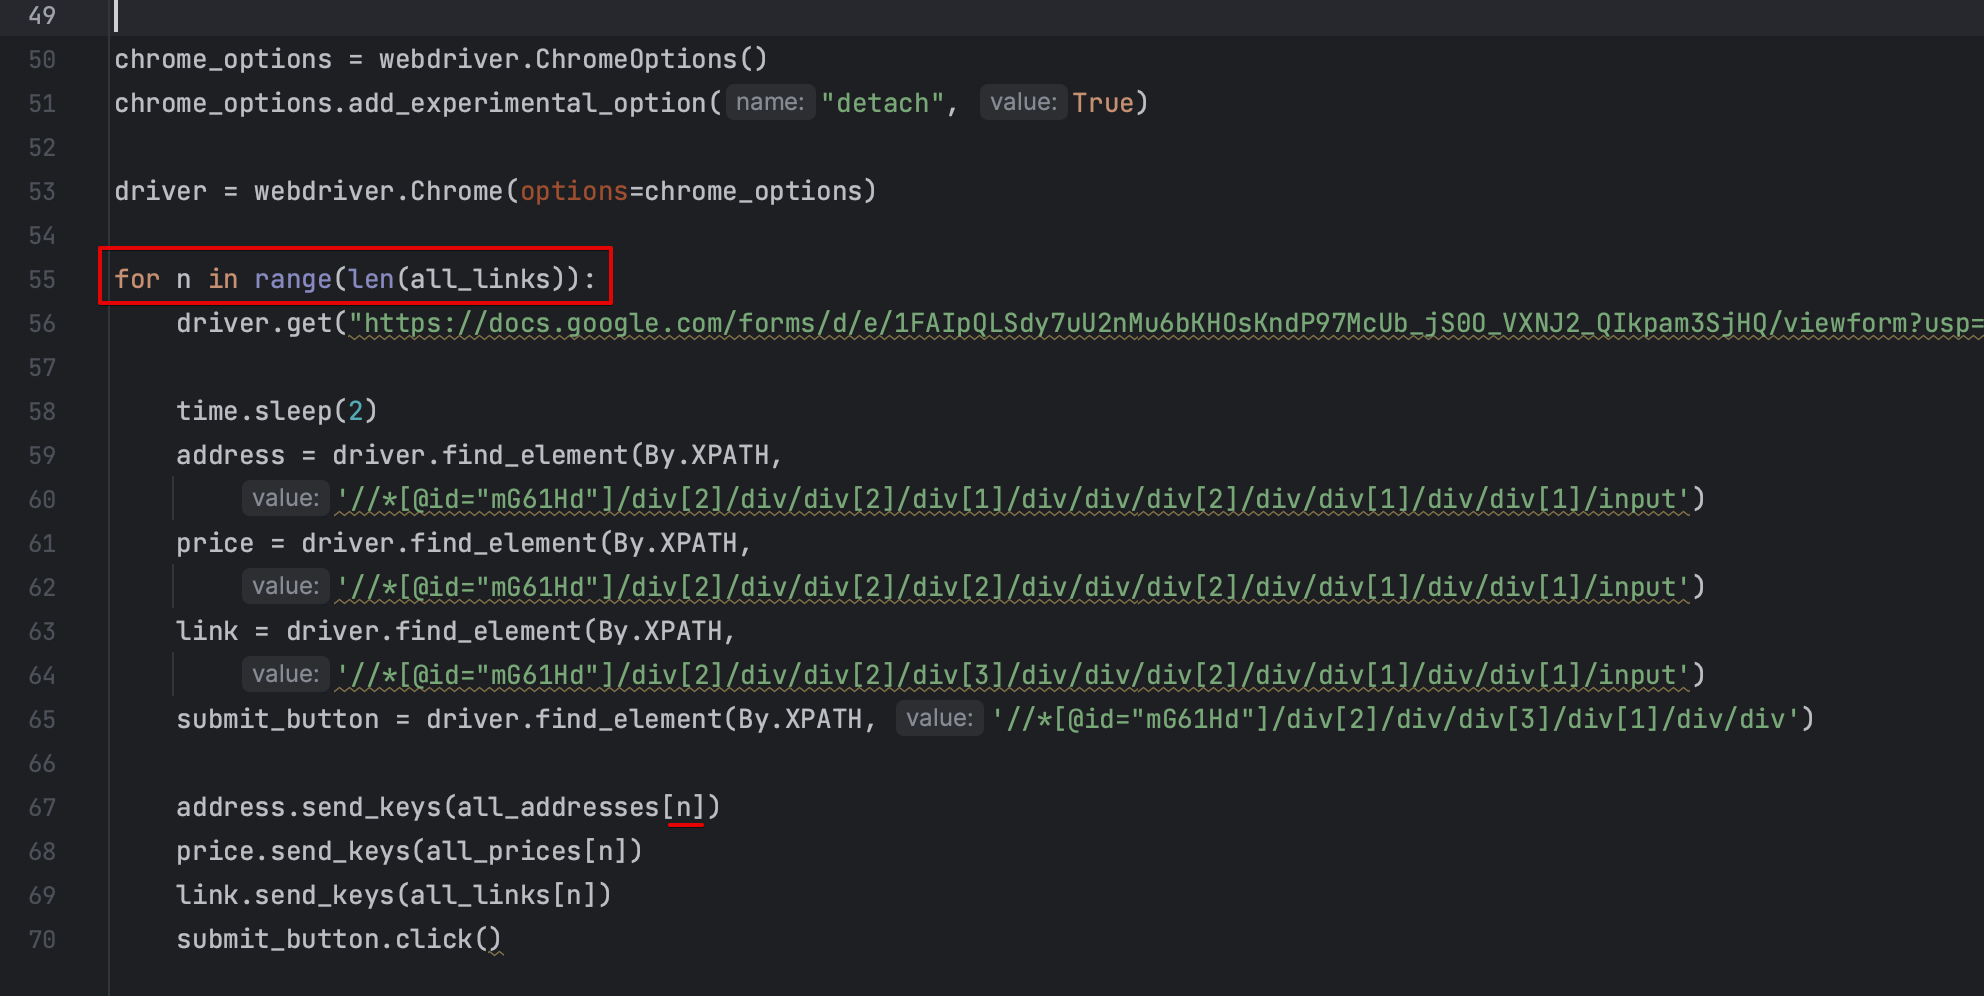 49
50 chrome_options = webdriver.ChromeOptions()
51 chrome_options.add_experimental_option( name: "detach", value: True)
52
53 driver = webdriver.Chrome(options=chrome_options)
54
55 for n in range(len(all_links)):
56 driver.get("https://docs.google.com/forms/d/e/1FAIpQLSdy7uU2nMu6bKHOsKndP97McUb_jS0O_VXNJ2_QIkpam3SjHQ/viewform?usp=
57
58 time.sleep(2)
59 address = driver.find_element(By.XPATH,
60 value: '//*[@id="mG61Hd"]/div[2]/div/div[2]/div[1]/div/div/div[2]/div/div[1]/div/div[1]/input')
61 price = driver.find_element(By.XPATH,
62 value: '//*[@id="mG61Hd"]/div[2]/div/div[2]/div[2]/div/div/div[2]/div/div[1]/div/div[1]/input')
63 link = driver.find_element(By.XPATH,
64 value: '//*[@id="mG61Hd"]/div[2]/div/div[2]/div[3]/div/div/div[2]/div/div[1]/div/div[1]/input')
65 submit_button = driver.find_element(By.XPATH, value: '//*[@id="mG61Hd"]/div[2]/div/div[3]/div[1]/div/div')
66
67 address.send_keys(all_addresses[n])
68 price.send_keys(all_prices[n])
69 link.send_keys(all_links[n])
70 submit_button.click()